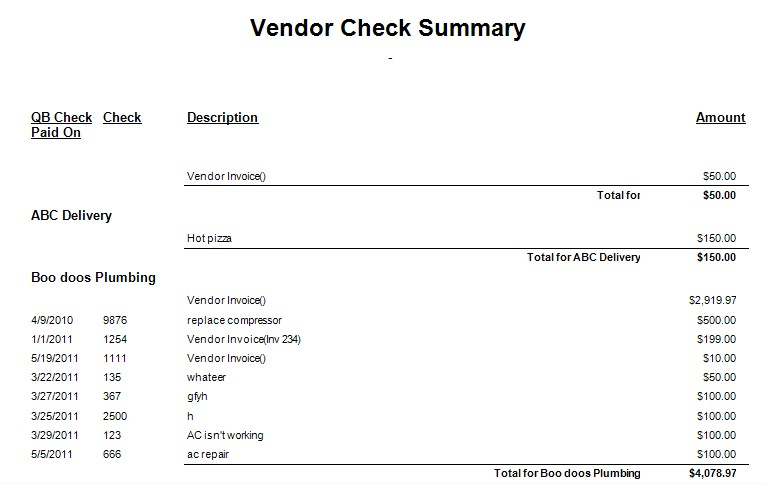 Vendor Check Summary
-
QB Check Paid On Check Description Amount
Vendor Invoice() $50.00
Total for $50.00
ABC Delivery
Hot pizza $150.00
Total for ABC Delivery $150.00
Boo doos Plumbing
Vendor Invoice() $2,919.97
4/9/2010 9876 replace compressor $500.00
1/1/2011 1254 Vendor Invoice(Inv 234) $199.00
5/19/2011 1111 Vendor Invoice() $10.00
3/22/2011 135 whateer $50.00
3/27/2011 367 gfyh $100.00
3/25/2011 2500 h $100.00
3/29/2011 123 AC isn't working $100.00
5/5/2011 666 ac repair $100.00
Total for Boo doos Plumbing $4,078.97